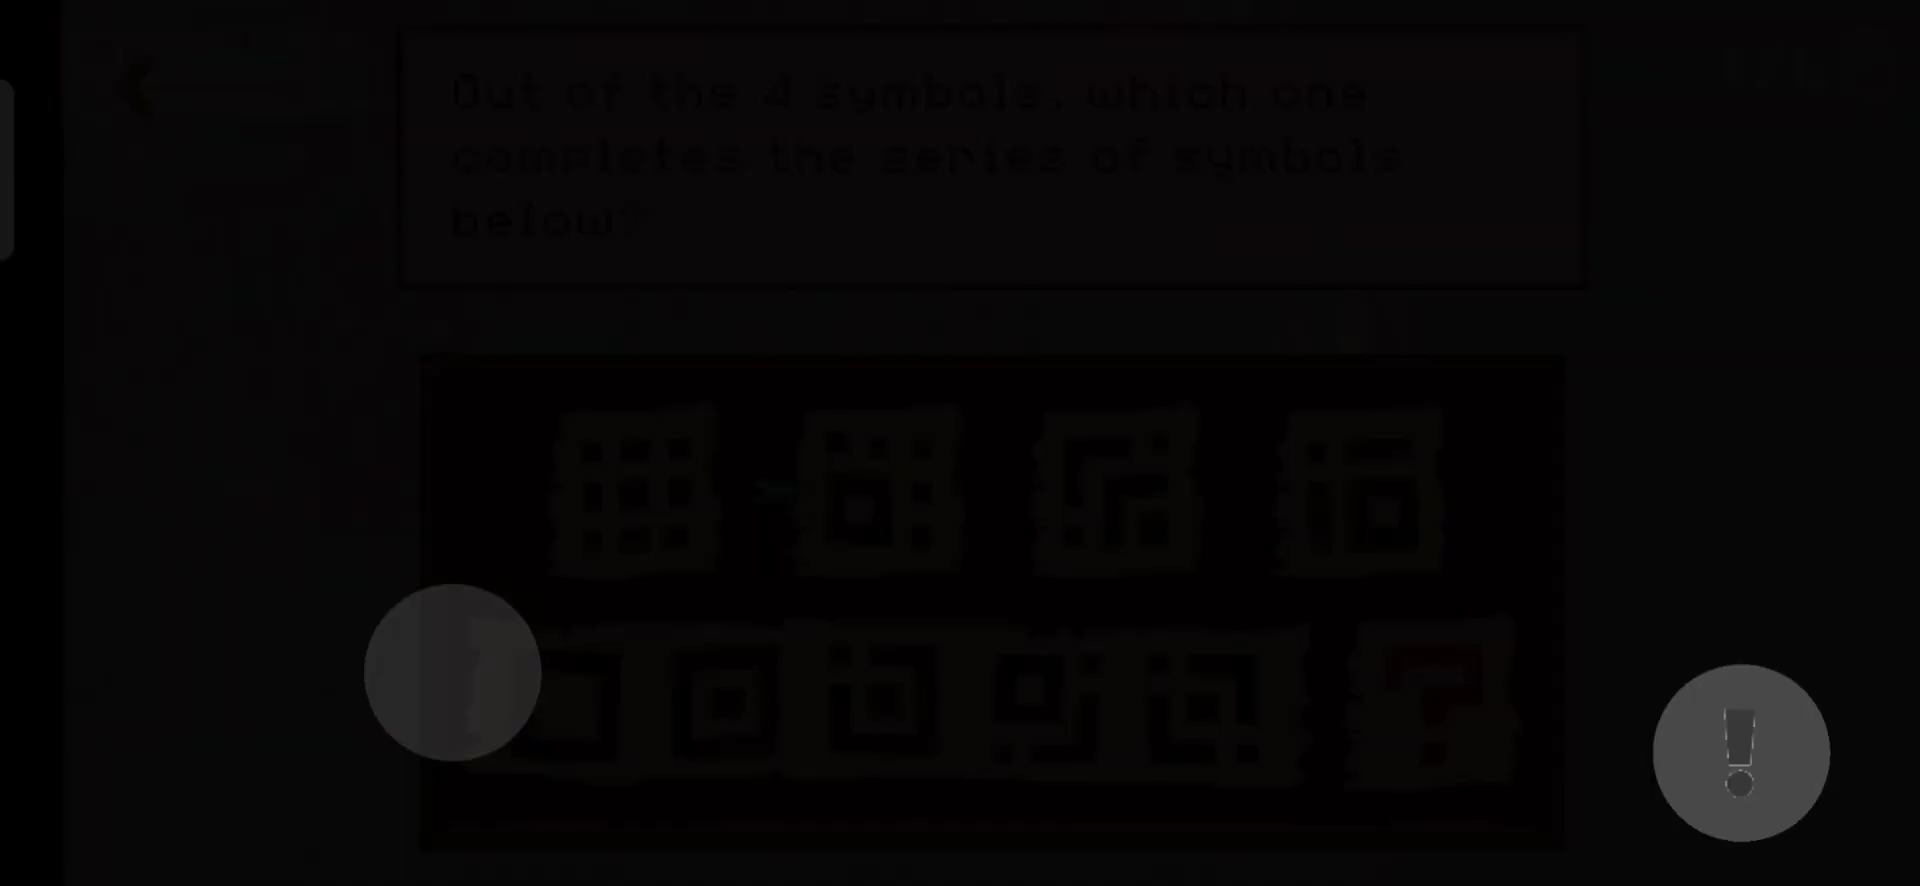 Out of the 4 symbols, which one
completes the series of symbols
below?
?
!